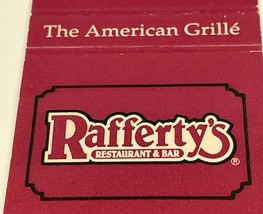 The American Grillé
Rafferty's
RESTAURANT & BAR
®